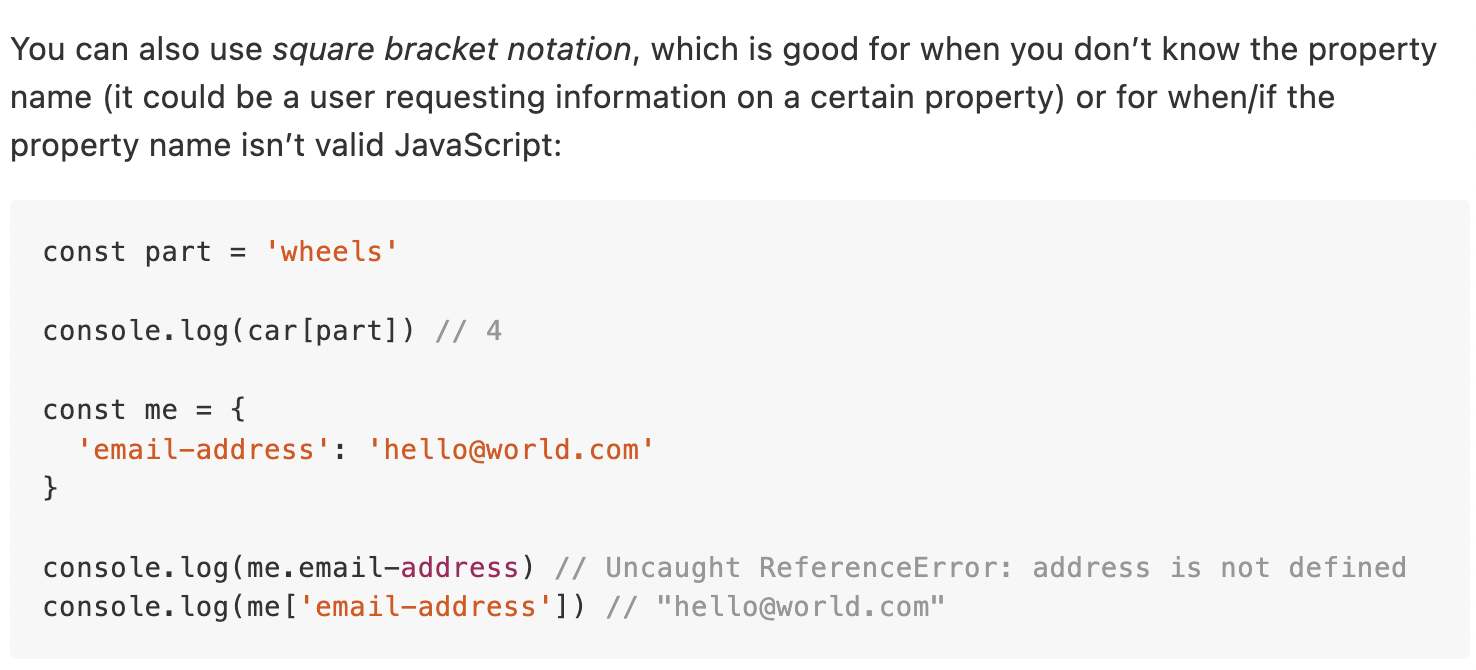 You can also use square bracket notation, which is good for when you don’t know the property
name (it could be a user requesting information on a certain property) or for when/if the
property name isn’t valid JavaScript:
const part = 'wheels'
console.log(car[part]) // 4
const me = {
  'email-address': 'hello@world.com'
}
console.log(me.email-address) // Uncaught ReferenceError: address is not defined
console.log(me['email-address']) // "hello@world.com"